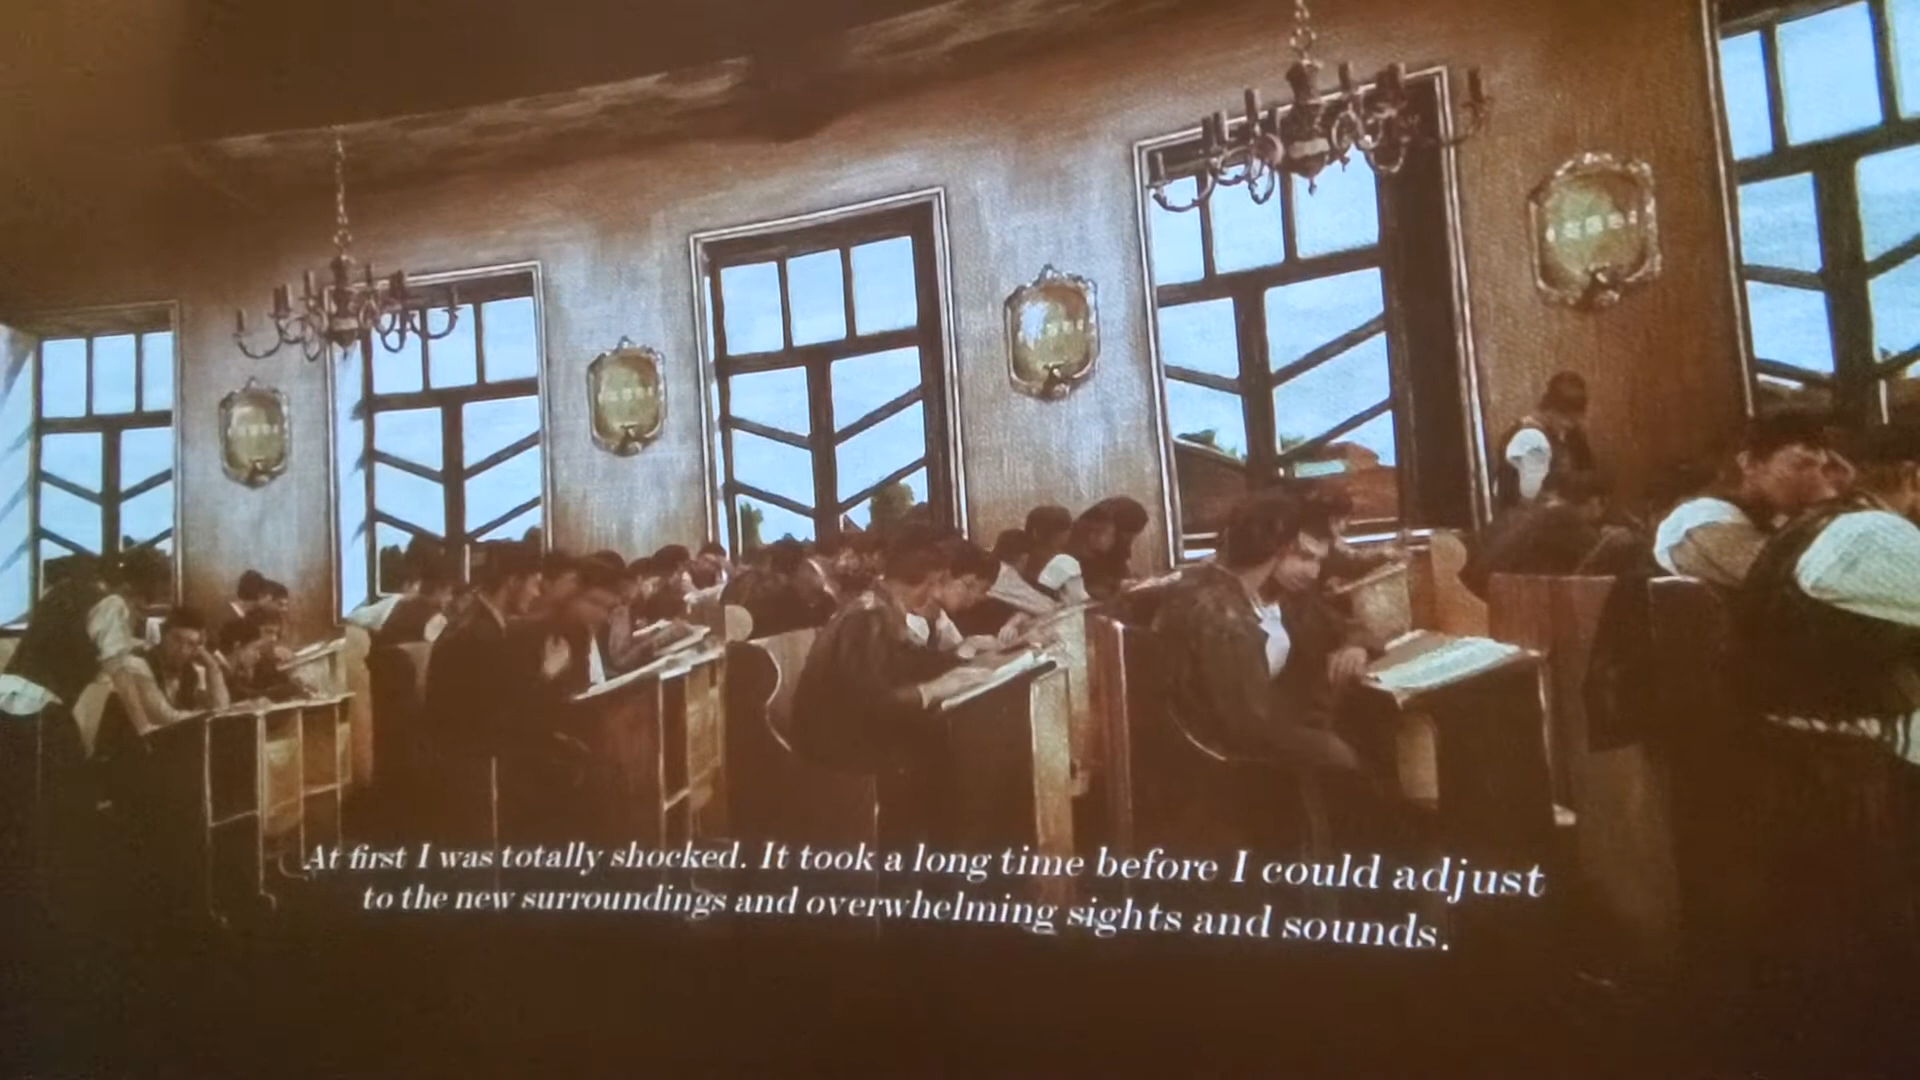 At first I was totally shocked. It took a long time before I could adjust
to the new surroundings and overwhelming sights and sounds.